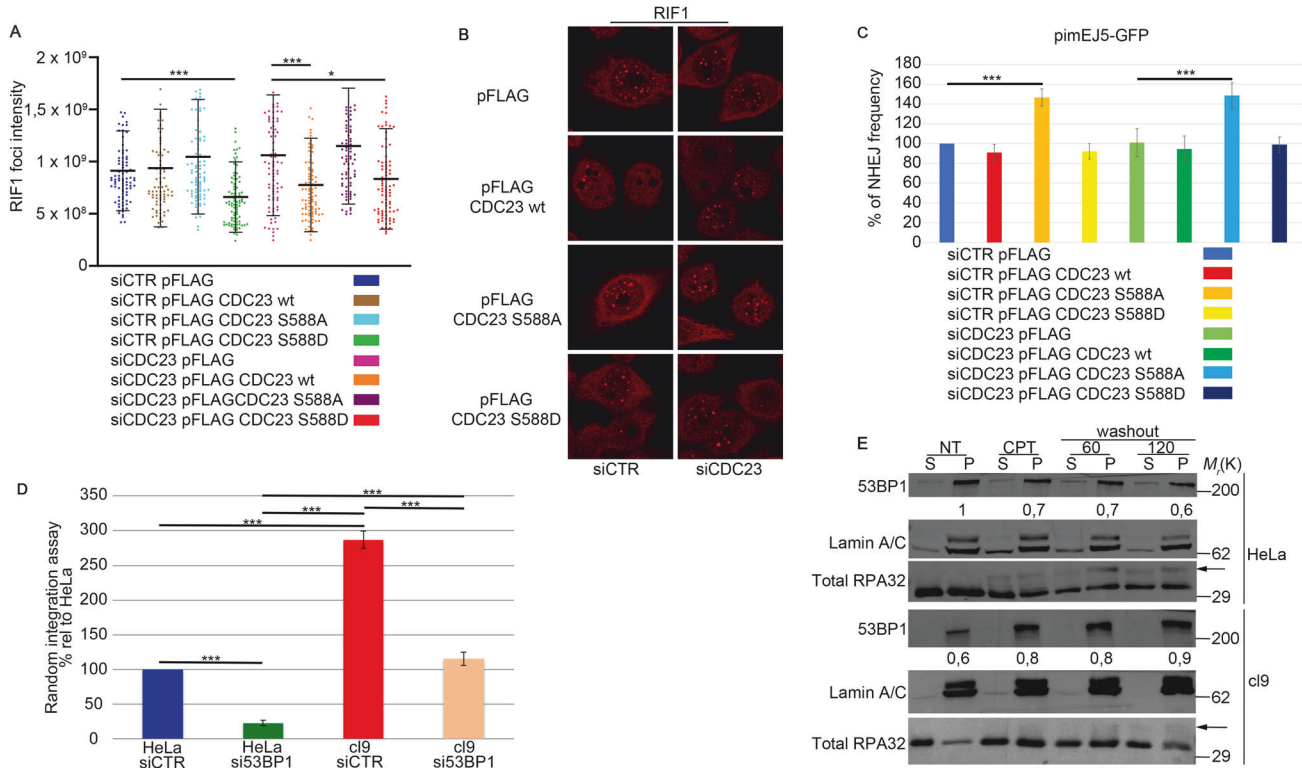 A
RIF1 foci intensity
2 x 10⁹
1,5 x 10⁹
1 x 10⁹
5 x 10⁸
0
***
***
*
siCTR pFLAG
siCTR pFLAG CDC23 wt
siCTR pFLAG CDC23 S588A
siCTR pFLAG CDC23 S588D
siCDC23 pFLAG
siCDC23 pFLAG CDC23 wt
siCDC23 pFLAGCDC23 S588A
siCDC23 pFLAG CDC23 S588D
B
RIF1
pFLAG
pFLAG
CDC23 wt
pFLAG
CDC23 S588A
pFLAG
CDC23 S588D
siCTR siCDC23
C
pimEJ5-GFP
% of NHEJ frequency
180
160
140
120
100
80
60
40
20
0
***
***
siCTR pFLAG
siCTR pFLAG CDC23 wt
siCTR pFLAG CDC23 S588A
siCTR pFLAG CDC23 S588D
siCDC23 pFLAG
siCDC23 pFLAG CDC23 wt
siCDC23 pFLAG CDC23 S588A
siCDC23 pFLAG CDC23 S588D
D
Random integration assay
% rel to HeLa
350
300
250
200
150
100
50
0
***
***
***
***
***
HeLa siCTR
HeLa si53BP1
cl9 siCTR
cl9 si53BP1
E
washout
NT CPT 60 120
S P S P S P S P Mr(K)
53BP1 200
1 0,7 0,7 0,6
Lamin A/C 62
Total RPA32 29
HeLa
53BP1 200
0,6 0,8 0,8 0,9
Lamin A/C 62
Total RPA32 29
cl9